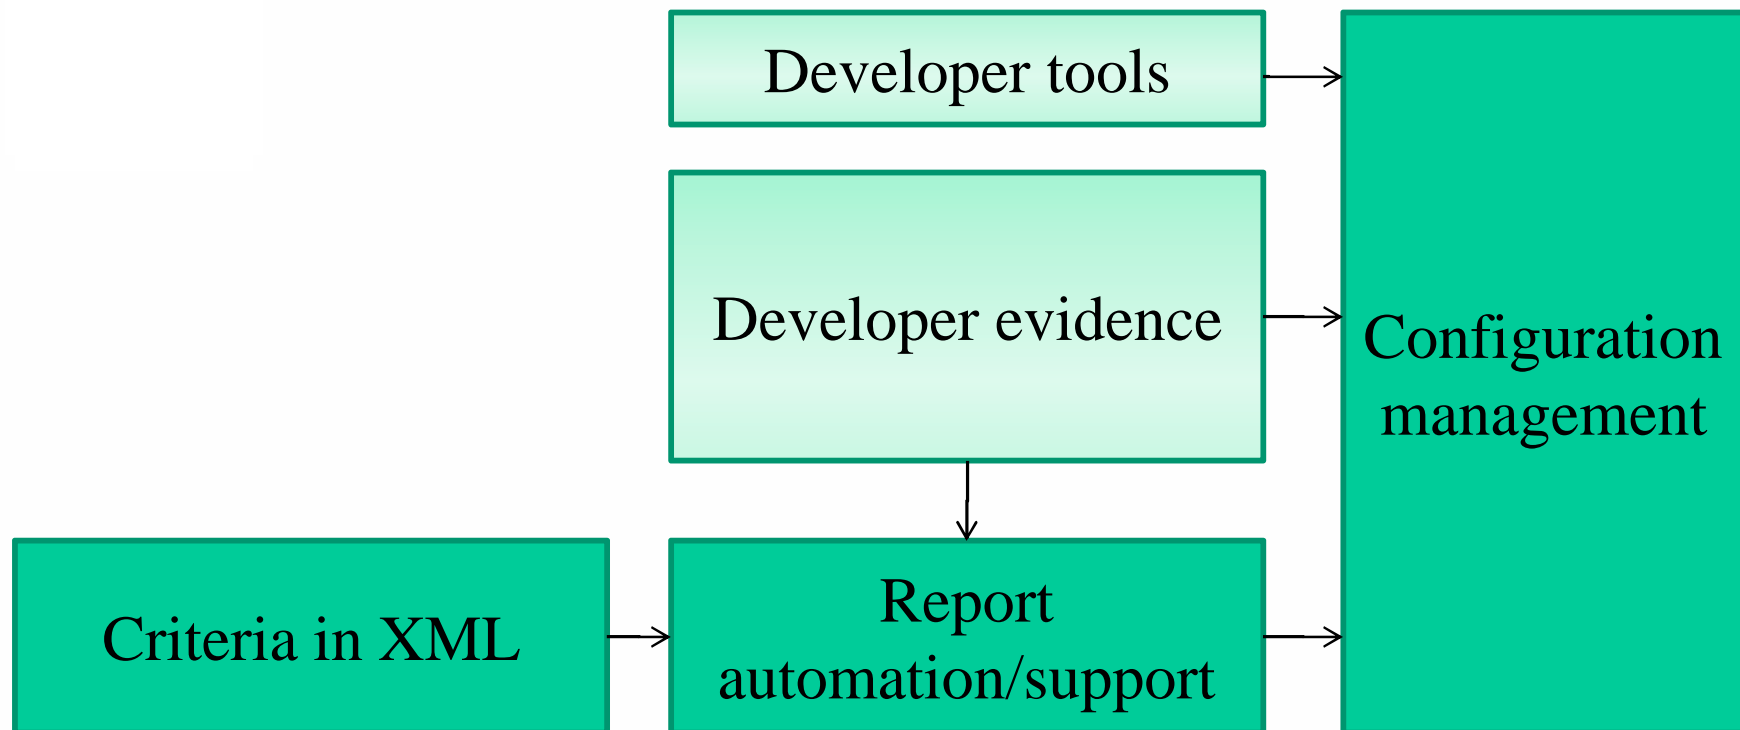 Developer tools
Developer evidence
Configuration
management
Criteria in XML
Report
automation/support